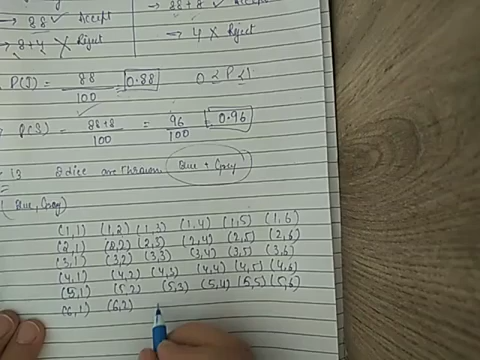 → 88 ✓ Accept
→ 88+8 ✓ Accept
→ 8+4 X Reject
→ 4 X Reject
P(J) = 88/100 = 0.88
0 ≤ P ≤ 1
P(S) = 88+8/100 = 96/100 = 0.96
13 2 dice are thrown Blue + Grey
(Blue, Grey)
(1,1) (1,2) (1,3) (1,4) (1,5) (1,6)
(2,1) (2,2) (2,3) (2,4) (2,5) (2,6)
(3,1) (3,2) (3,3) (3,4) (3,5) (3,6)
(4,1) (4,2) (4,3) (4,4) (4,5) (4,6)
(5,1) (5,2) (5,3) (5,4) (5,5) (5,6)
(6,1) (6,2)